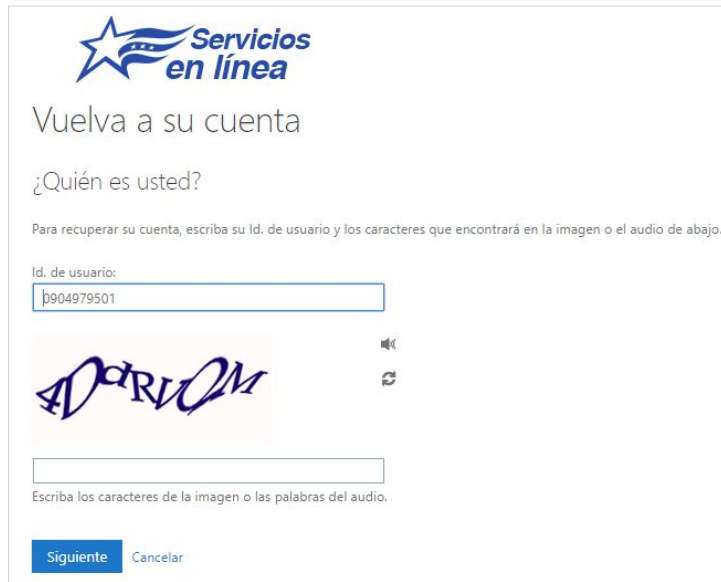 Servicios
en línea
Vuelva a su cuenta
¿Quién es usted?
Para recuperar su cuenta, escriba su Id. de usuario y los caracteres que encontrará en la imagen o el audio de abajo.
Id. de usuario:
0904979501
Escriba los caracteres de la imagen o las palabras del audio.
Siguiente Cancelar